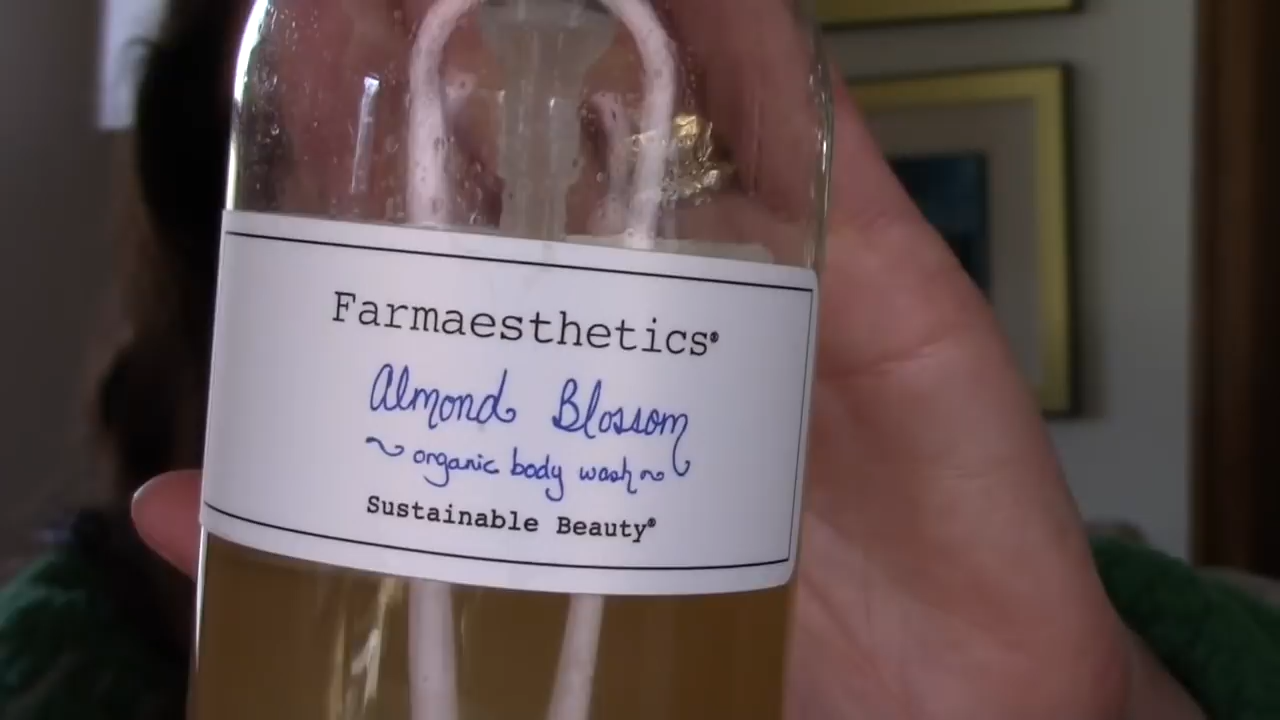 Farmaesthetics®
Almond Blossom
~ organic body wash ~
Sustainable Beauty®